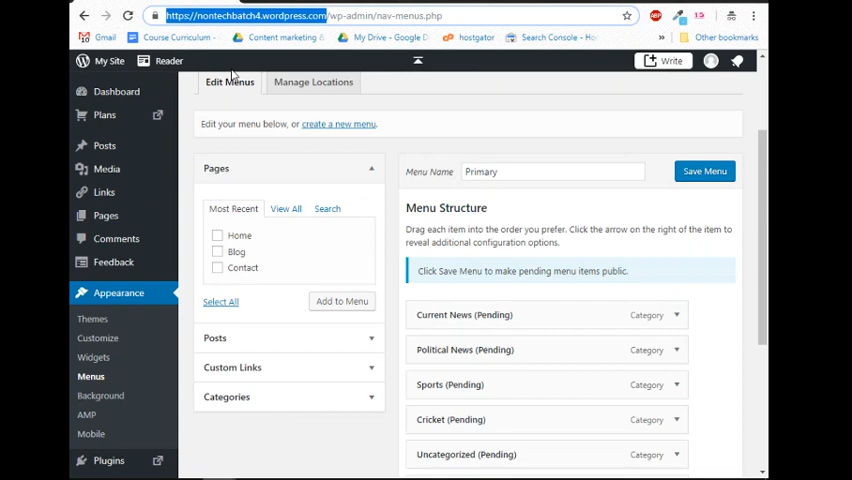 https://nontechbatch4.wordpress.com/wp-admin/nav-menus.php
Gmail Course Curriculum - Content marketing & My Drive - Google D hostgator Search Console - Hom Other bookmarks
My Site Reader Write
Edit Menus Manage Locations
Dashboard
Plans
Posts
Media
Links
Pages
Comments
Feedback
Appearance
Themes
Customize
Widgets
Menus
Background
AMP
Mobile
Plugins
Edit your menu below, or create a new menu.
Pages
Most Recent View All Search
Home
Blog
Contact
Select All Add to Menu
Posts
Custom Links
Categories
Menu Name Primary Save Menu
Menu Structure
Drag each item into the order you prefer. Click the arrow on the right of the item to
reveal additional configuration options.
Click Save Menu to make pending menu items public.
Current News (Pending) Category
Political News (Pending) Category
Sports (Pending) Category
Cricket (Pending) Category
Uncategorized (Pending) Category